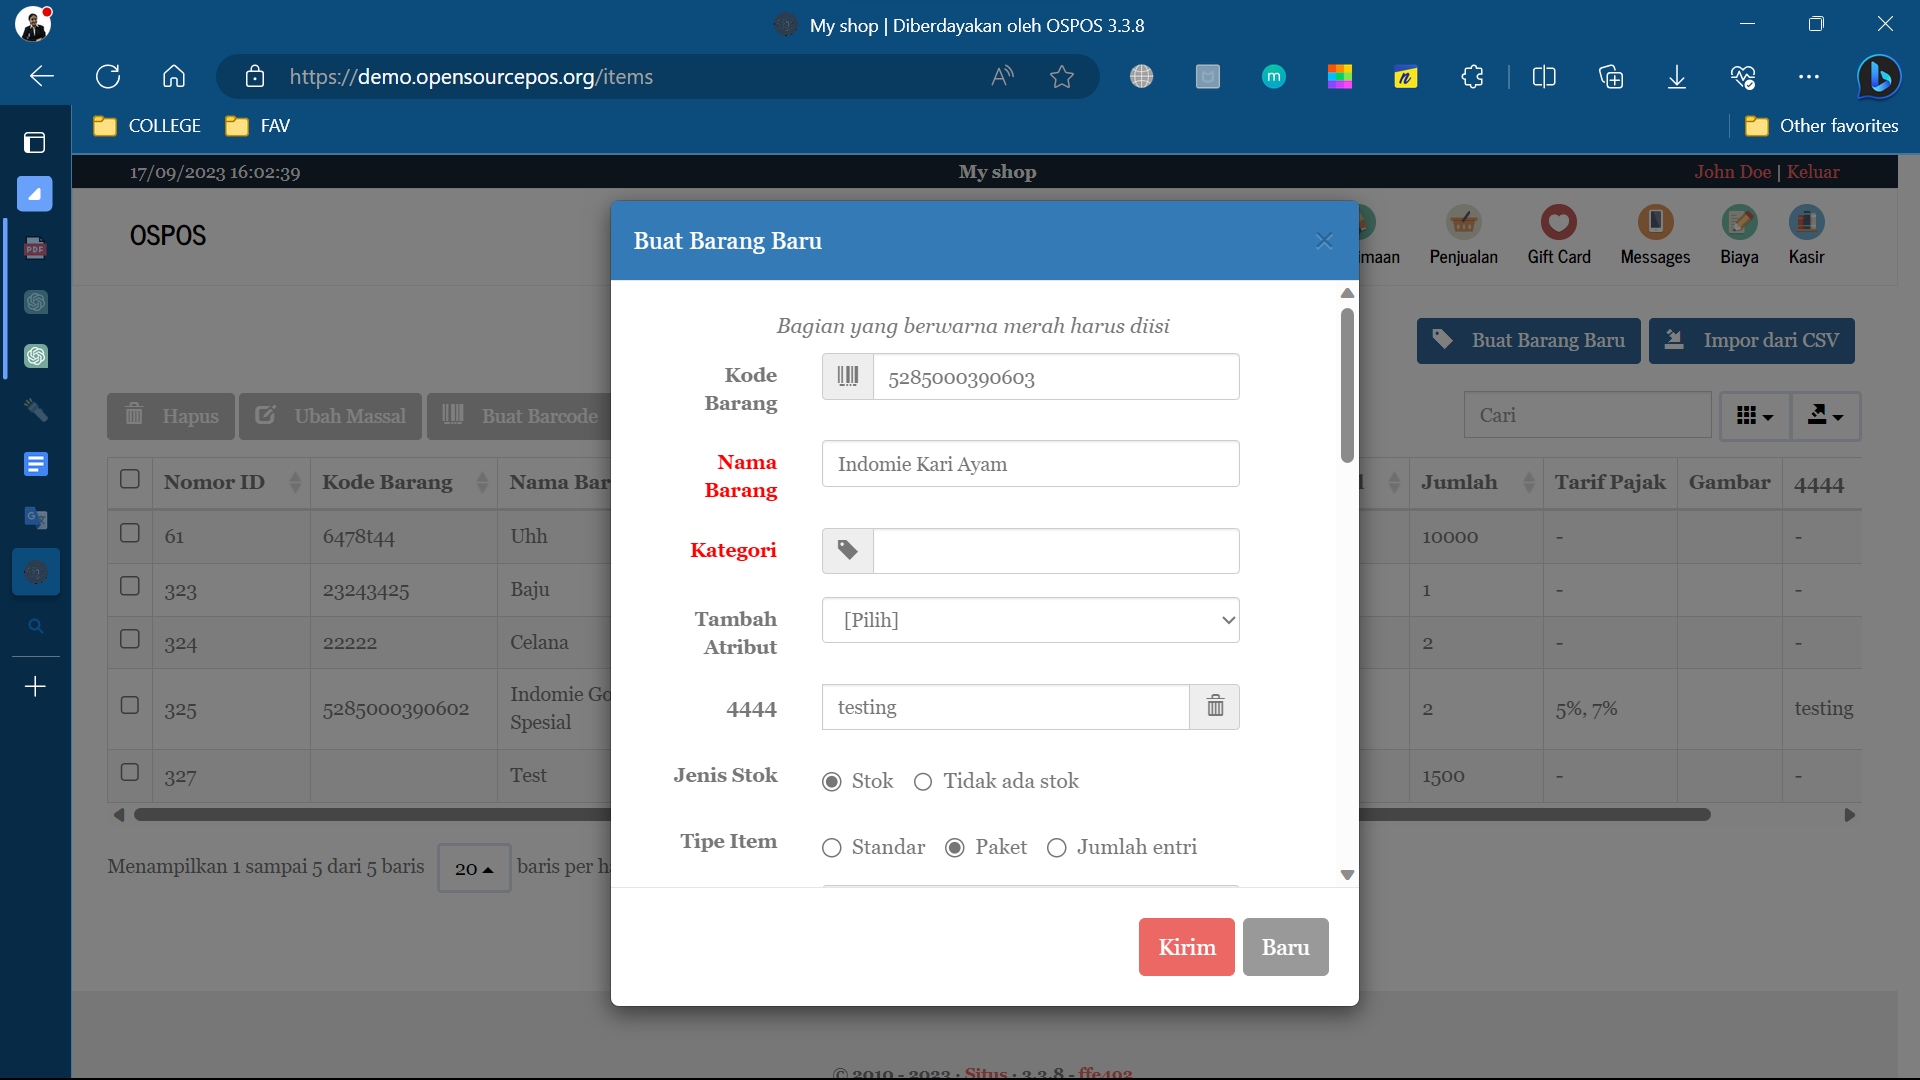 My shop | Diberdayakan oleh OSPOS 3.3.8
https://demo.opensourcepos.org/items
COLLEGE
FAV
Other favorites
17/09/2023 16:02:39
My shop
John Doe | Keluar
OSPOS
Penjualan
Gift Card
Messages
Biaya
Kasir
Buat Barang Baru
Impor dari CSV
Hapus
Ubah Massal
Buat Barcode
Cari
Nomor ID
Kode Barang
Nama Bar
Jumlah
Tarif Pajak
Gambar
4444
61
6478t44
Uhh
10000
-
-
323
23243425
Baju
1
-
-
324
22222
Celana
2
-
-
325
5285000390602
Indomie Go
Spesial
2
5%, 7%
testing
327
Test
1500
-
-
Menampilkan 1 sampai 5 dari 5 baris
20
baris per h
Buat Barang Baru
Bagian yang berwarna merah harus diisi
Kode
Barang
5285000390603
Nama
Barang
Indomie Kari Ayam
Kategori
Tambah
Atribut
[Pilih]
4444
testing
Jenis Stok
Stok
Tidak ada stok
Tipe Item
Standar
Paket
Jumlah entri
Kirim
Baru
© 2010 - 2023 · Situs · 3.3.8 - ffe492